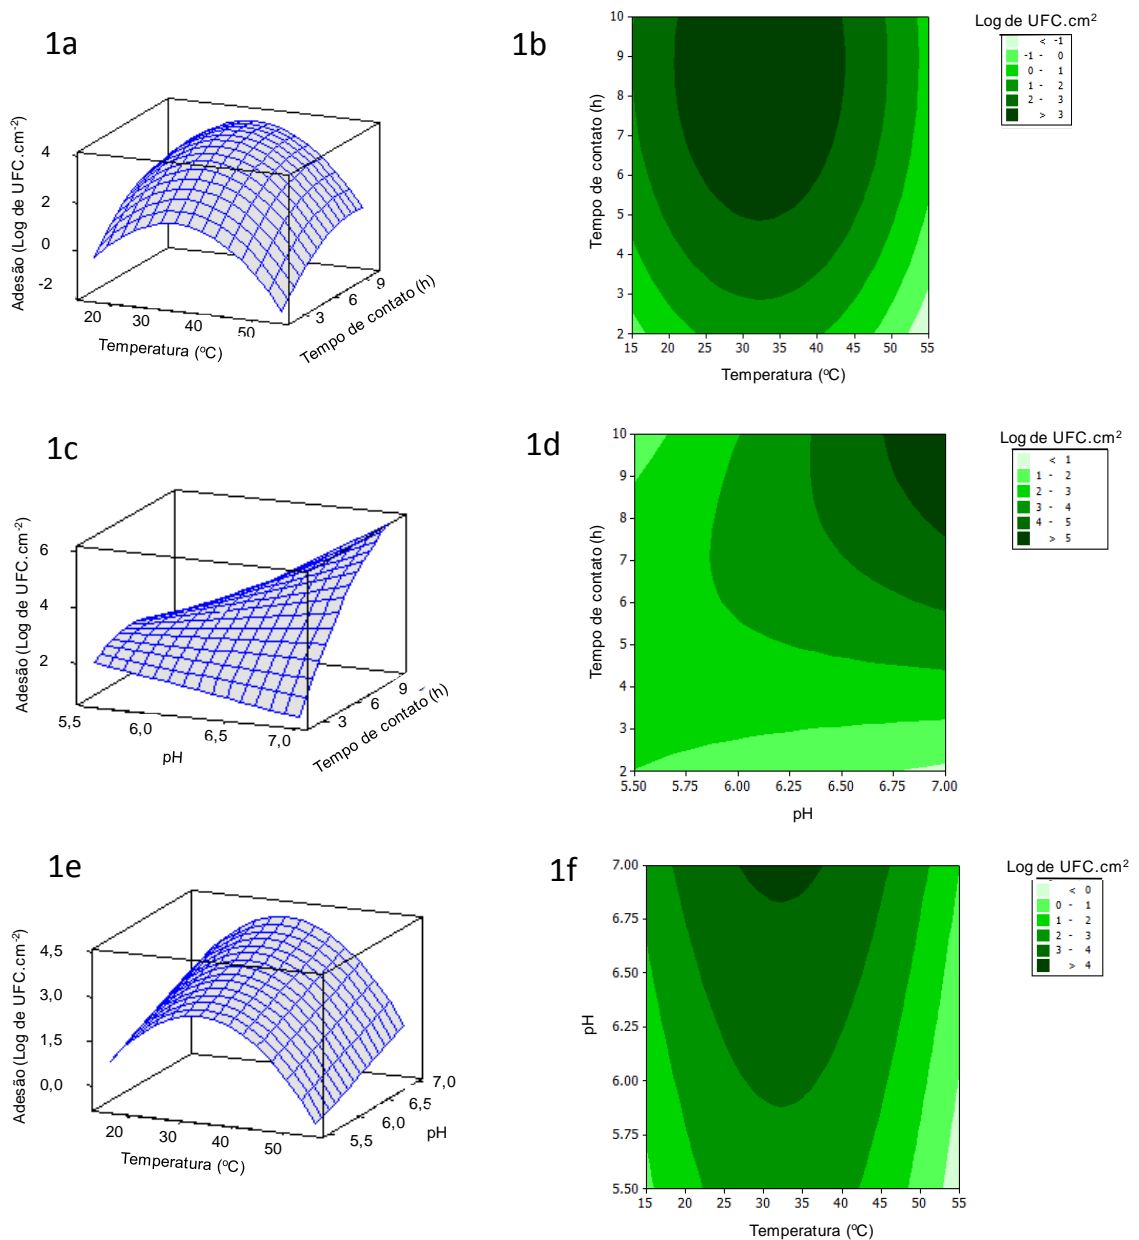 1a
Adesão (Log de UFC.cm-2)
4
2
0
-2
20 30 40 50
Temperatura (ºC)
3 6 9
Tempo de contato (h)
1b
Tempo de contato (h)
10
9
8
7
6
5
4
3
2
15 20 25 30 35 40 45 50 55
Temperatura (ºC)
Log de UFC.cm2
< -1
-1 - 0
0 - 1
1 - 2
2 - 3
> 3
1c
Adesão (Log de UFC.cm-2)
6
4
2
5,5 6,0 6,5 7,0
pH
3 6 9
Tempo de contato (h)
1d
Tempo de contato (h)
10
9
8
7
6
5
4
3
2
5.50 5.75 6.00 6.25 6.50 6.75 7.00
pH
Log de UFC.cm2
< 1
1 - 2
2 - 3
3 - 4
4 - 5
> 5
1e
Adesão (Log de UFC.cm-2)
4,5
3,0
1,5
0,0
20 30 40 50
Temperatura (ºC)
5,5 6,0 6,5 7,0
pH
1f
pH
7.00
6.75
6.50
6.25
6.00
5.75
5.50
15 20 25 30 35 40 45 50 55
Temperatura (ºC)
Log de UFC.cm2
< 0
0 - 1
1 - 2
2 - 3
3 - 4
> 4